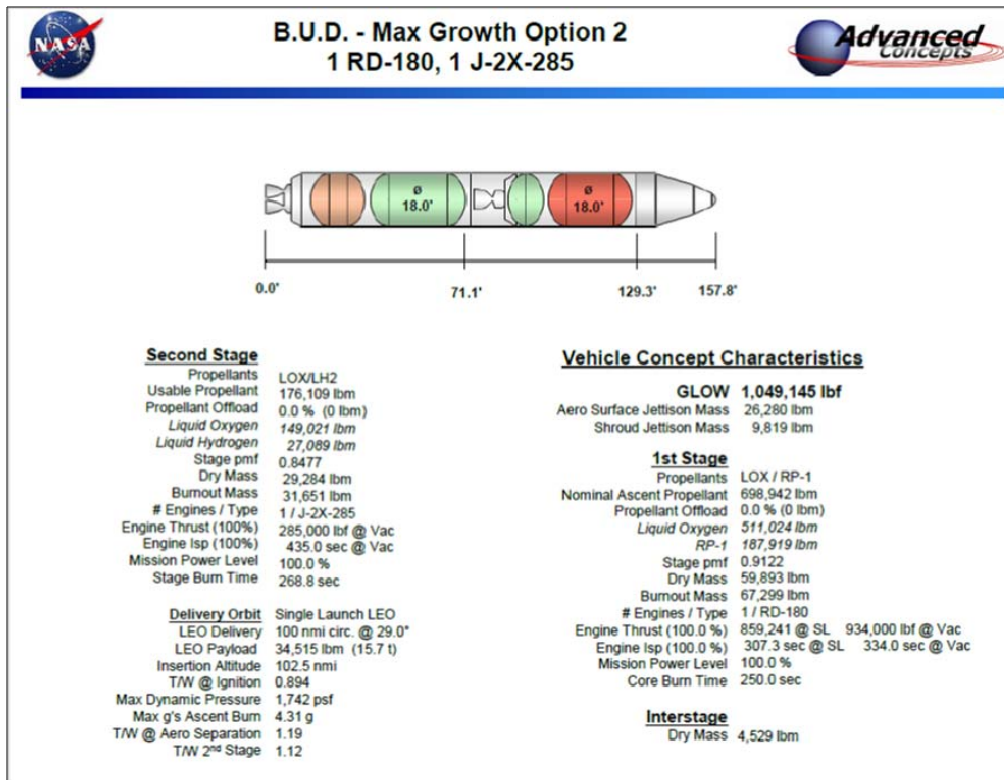 NASA
B.U.D. - Max Growth Option 2
1 RD-180, 1 J-2X-285
Advanced
Concepts
ø
18.0'
ø
18.0'
0.0'
71.1'
129.3'
157.8'
Second Stage
Propellants LOX/LH2
Usable Propellant 176,109 lbm
Propellant Offload 0.0 % (0 lbm)
Liquid Oxygen 149,021 lbm
Liquid Hydrogen 27,089 lbm
Stage pmf 0.8477
Dry Mass 29,284 lbm
Burnout Mass 31,651 lbm
# Engines / Type 1 / J-2X-285
Engine Thrust (100%) 285,000 lbf @ Vac
Engine Isp (100%) 435.0 sec @ Vac
Mission Power Level 100.0 %
Stage Burn Time 268.8 sec
Delivery Orbit Single Launch LEO
LEO Delivery 100 nmi circ. @ 29.0°
LEO Payload 34,515 lbm (15.7 t)
Insertion Altitude 102.5 nmi
T/W @ Ignition 0.894
Max Dynamic Pressure 1,742 psf
Max g's Ascent Burn 4.31 g
T/W @ Aero Separation 1.19
T/W 2nd Stage 1.12
Vehicle Concept Characteristics
GLOW 1,049,145 lbf
Aero Surface Jettison Mass 26,280 lbm
Shroud Jettison Mass 9,819 lbm
1st Stage
Propellants LOX / RP-1
Nominal Ascent Propellant 698,942 lbm
Propellant Offload 0.0 % (0 lbm)
Liquid Oxygen 511,024 lbm
RP-1 187,919 lbm
Stage pmf 0.9122
Dry Mass 59,893 lbm
Burnout Mass 67,299 lbm
# Engines / Type 1 / RD-180
Engine Thrust (100.0 %) 859,241 @ SL 934,000 lbf @ Vac
Engine Isp (100.0 %) 307.3 sec @ SL 334.0 sec @ Vac
Mission Power Level 100.0 %
Core Burn Time 250.0 sec
Interstage
Dry Mass 4,529 lbm